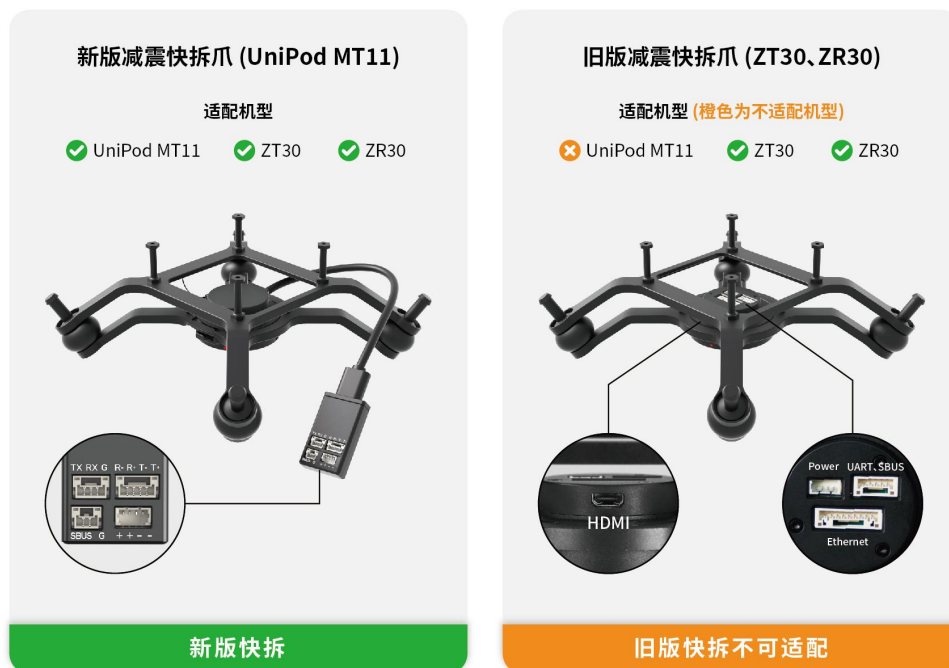 新版减震快拆爪 (UniPod MT11)
适配机型
UniPod MT11 ZT30 ZR30
TX RX G R- R+ T- T+
SBUS G + + - -
新版快拆
旧版减震快拆爪 (ZT30、ZR30)
适配机型 (橙色为不适配机型)
UniPod MT11 ZT30 ZR30
HDMI
Power UART、SBUS
Ethernet
旧版快拆不可适配